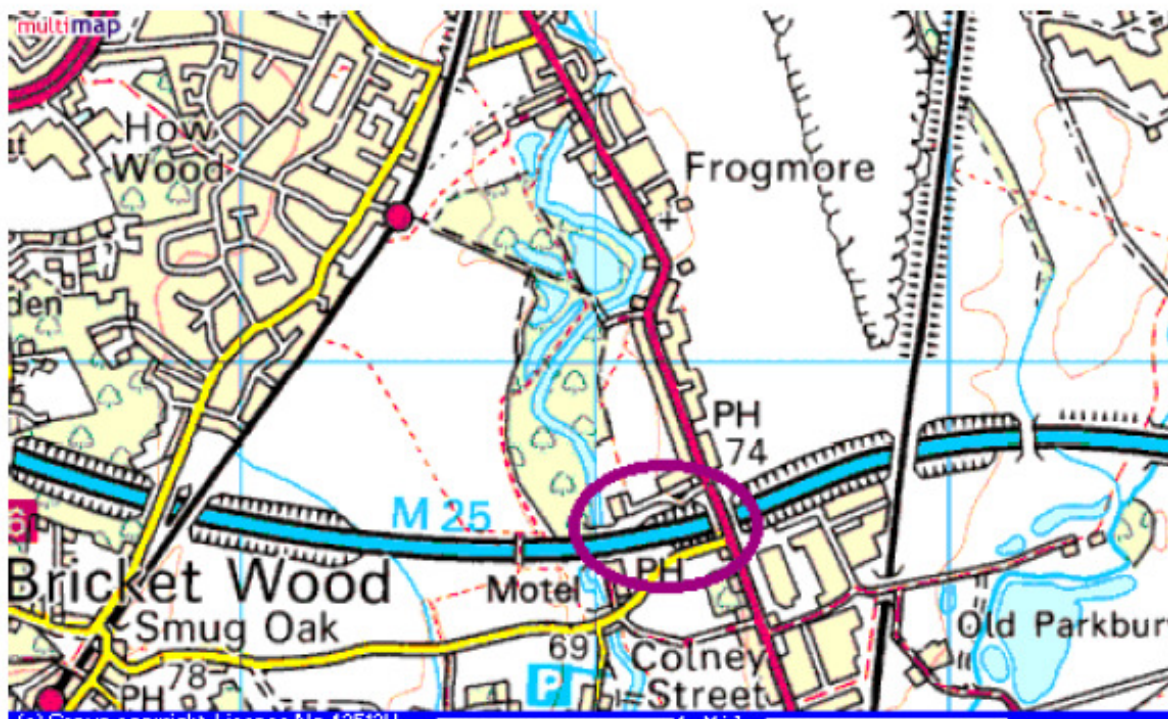 multimap
How
Wood
Frogmore
den
PH
74
M 25
PH
Bricket Wood
Motel
Smug Oak
69
Old Parkbury
Colney
Street
78
P
PH